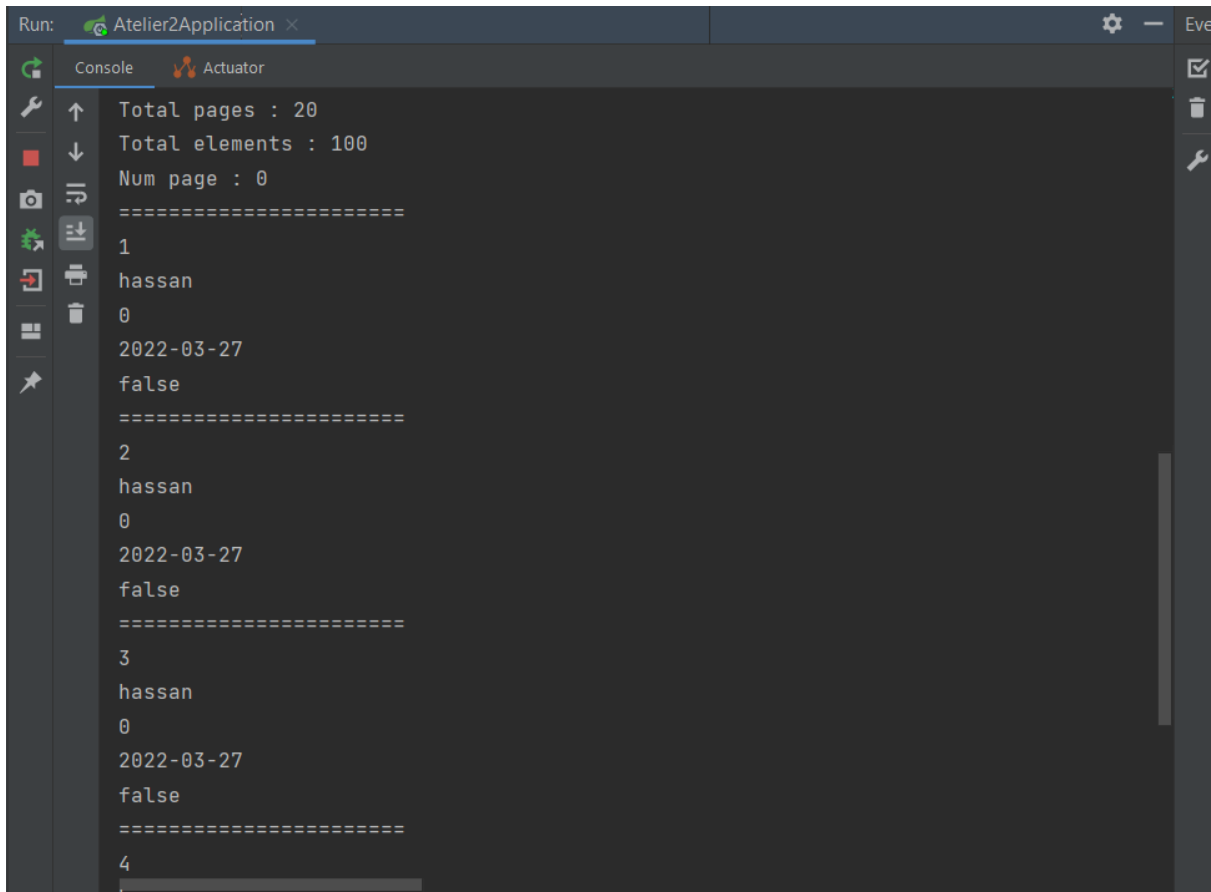 Run: Atelier2Application Eve
Console Actuator
Total pages : 20
Total elements : 100
Num page : 0
=======================
1
hassan
0
2022-03-27
false
=======================
2
hassan
0
2022-03-27
false
=======================
3
hassan
0
2022-03-27
false
=======================
4